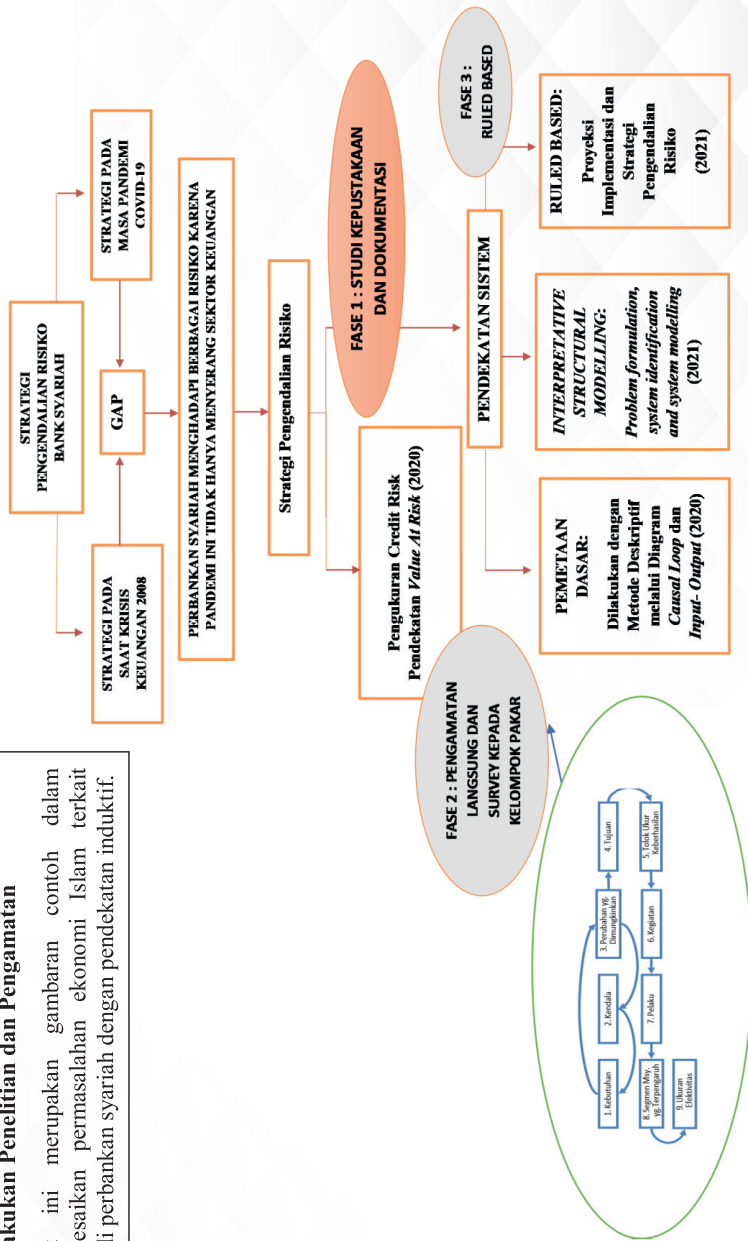 lakukan Penelitian dan Pengamatan
ini merupakan gambaran contoh dalam
esaikan permasalahan ekonomi Islam terkait
di perbankan syariah dengan pendekatan induktif.
STRATEGI
PENGENDALIAN RISIKO
BANK SYARIAH
STRATEGI PADA
SAAT KRISIS
KEUANGAN 2008
GAP
STRATEGI PADA
MASA PANDEMI
COVID-19
PERBANKAN SYARIAH MENGHADAPI BERBAGAI RISIKO KARENA
PANDEMI INI TIDAK HANYA MENYERANG SEKTOR KEUANGAN
Strategi Pengendalian Risiko
FASE 1 : STUDI KEPUSTAKAAN
DAN DOKUMENTASI
Pengukuran Credit Risk
Pendekatan Value At Risk (2020)
FASE 2 : PENGAMATAN
LANGSUNG DAN
SURVEY KEPADA
KELOMPOK PAKAR
PENDEKATAN SISTEM
FASE 3 :
RULED BASED
PEMETAAN
DASAR:
Dilakukan dengan
Metode Deskriptif
melalui Diagram
Causal Loop dan
Input- Output (2020)
INTERPRETATIVE
STRUCTURAL
MODELLING:
Problem formulation,
system identification
and system modelling
(2021)
RULED BASED:
Proyeksi
Implementasi dan
Strategi
Pengendalian
Risiko
(2021)
1. Kebutuhan
2. Kendala
3. Perubahan yg.
Dimungkinkan
4. Tujuan
5. Tolok Ukur
Keberhasilan
6. Kegiatan
7. Pelaku
8. Segmen Msy.
yg.Terpengaruh
9. Ukuran
Efektivitas